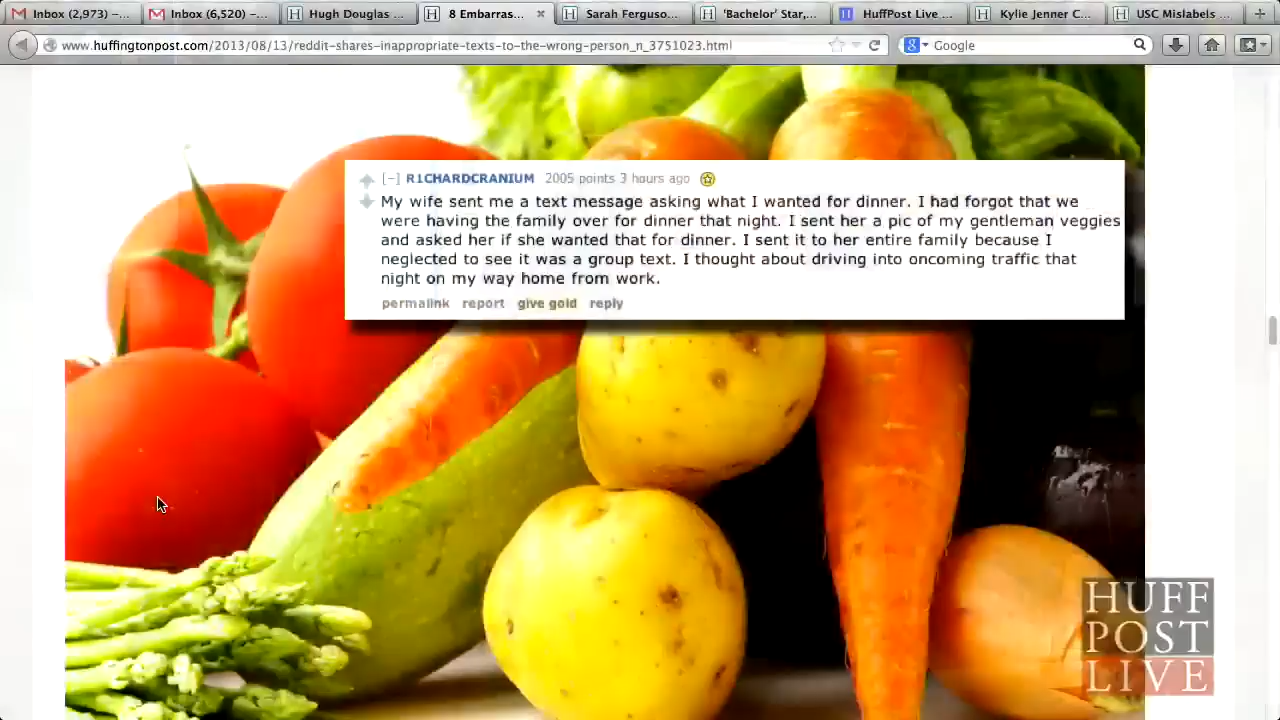 Inbox (2,973) –...
Inbox (6,520) –...
Hugh Douglas ...
8 Embarras...
Sarah Ferguso...
‘Bachelor’ Star,...
HuffPost Live ...
Kylie Jenner C...
USC Mislabels ...
www.huffingtonpost.com/2013/08/13/reddit-shares-inappropriate-texts-to-the-wrong-person_n_3751023.html
Google
[–] R1CHARDCRANIUM 2005 points 3 hours ago
My wife sent me a text message asking what I wanted for dinner. I had forgot that we
were having the family over for dinner that night. I sent her a pic of my gentleman veggies
and asked her if she wanted that for dinner. I sent it to her entire family because I
neglected to see it was a group text. I thought about driving into oncoming traffic that
night on my way home from work.
permalink report give gold reply
HUFF
POST
LIVE